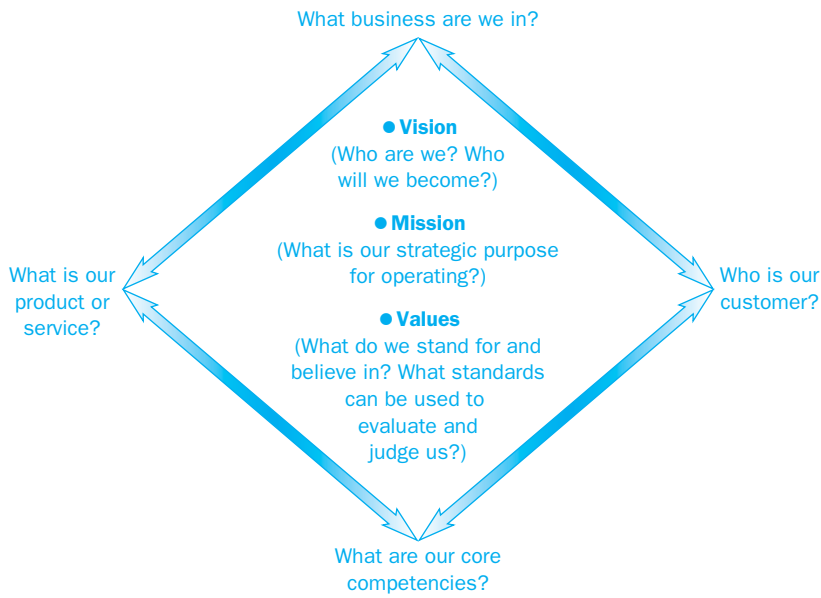 What business are we in?
● Vision
(Who are we? Who
will we become?)
● Mission
(What is our strategic purpose
for operating?)
What is our
product or
service?
Who is our
customer?
● Values
(What do we stand for and
believe in? What standards
can be used to
evaluate and
judge us?)
What are our core
competencies?